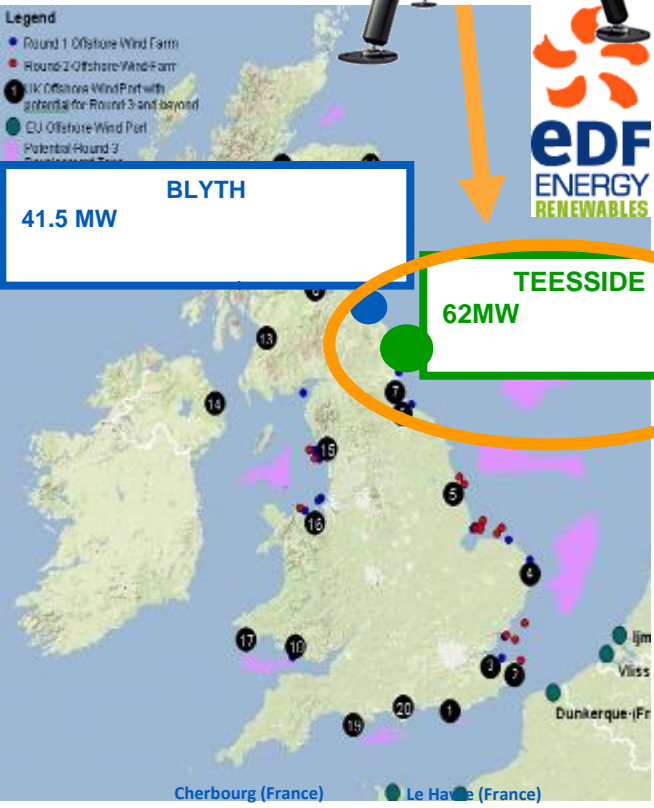 Legend
Round 1 Offshore Wind Farm
Round-2-Offshore-Wind-Farm
1 UK Offshore Wind Port with
potential for Round 3 and beyond
EU Offshore Wind Port
Potential Round 3
eDF
ENERGY
RENEWABLES
BLYTH
41.5 MW
TEESSIDE
62MW
13
14
7
15
5
16
4
17
2
20
1
19
Ijm
Vliss
Dunkerque-(Fr
Cherbourg (France)
Le Havre (France)